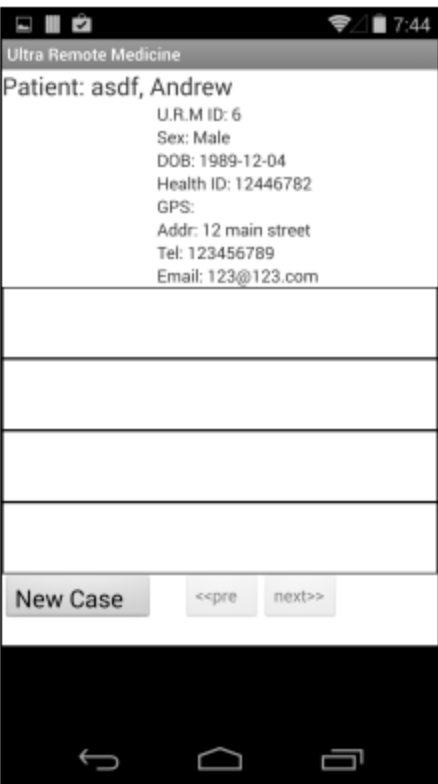 7:44
Ultra Remote Medicine
Patient: asdf, Andrew
U.R.M ID: 6
Sex: Male
DOB: 1989-12-04
Health ID: 12446782
GPS:
Addr: 12 main street
Tel: 123456789
Email: 123@123.com
New Case <<pre next>>